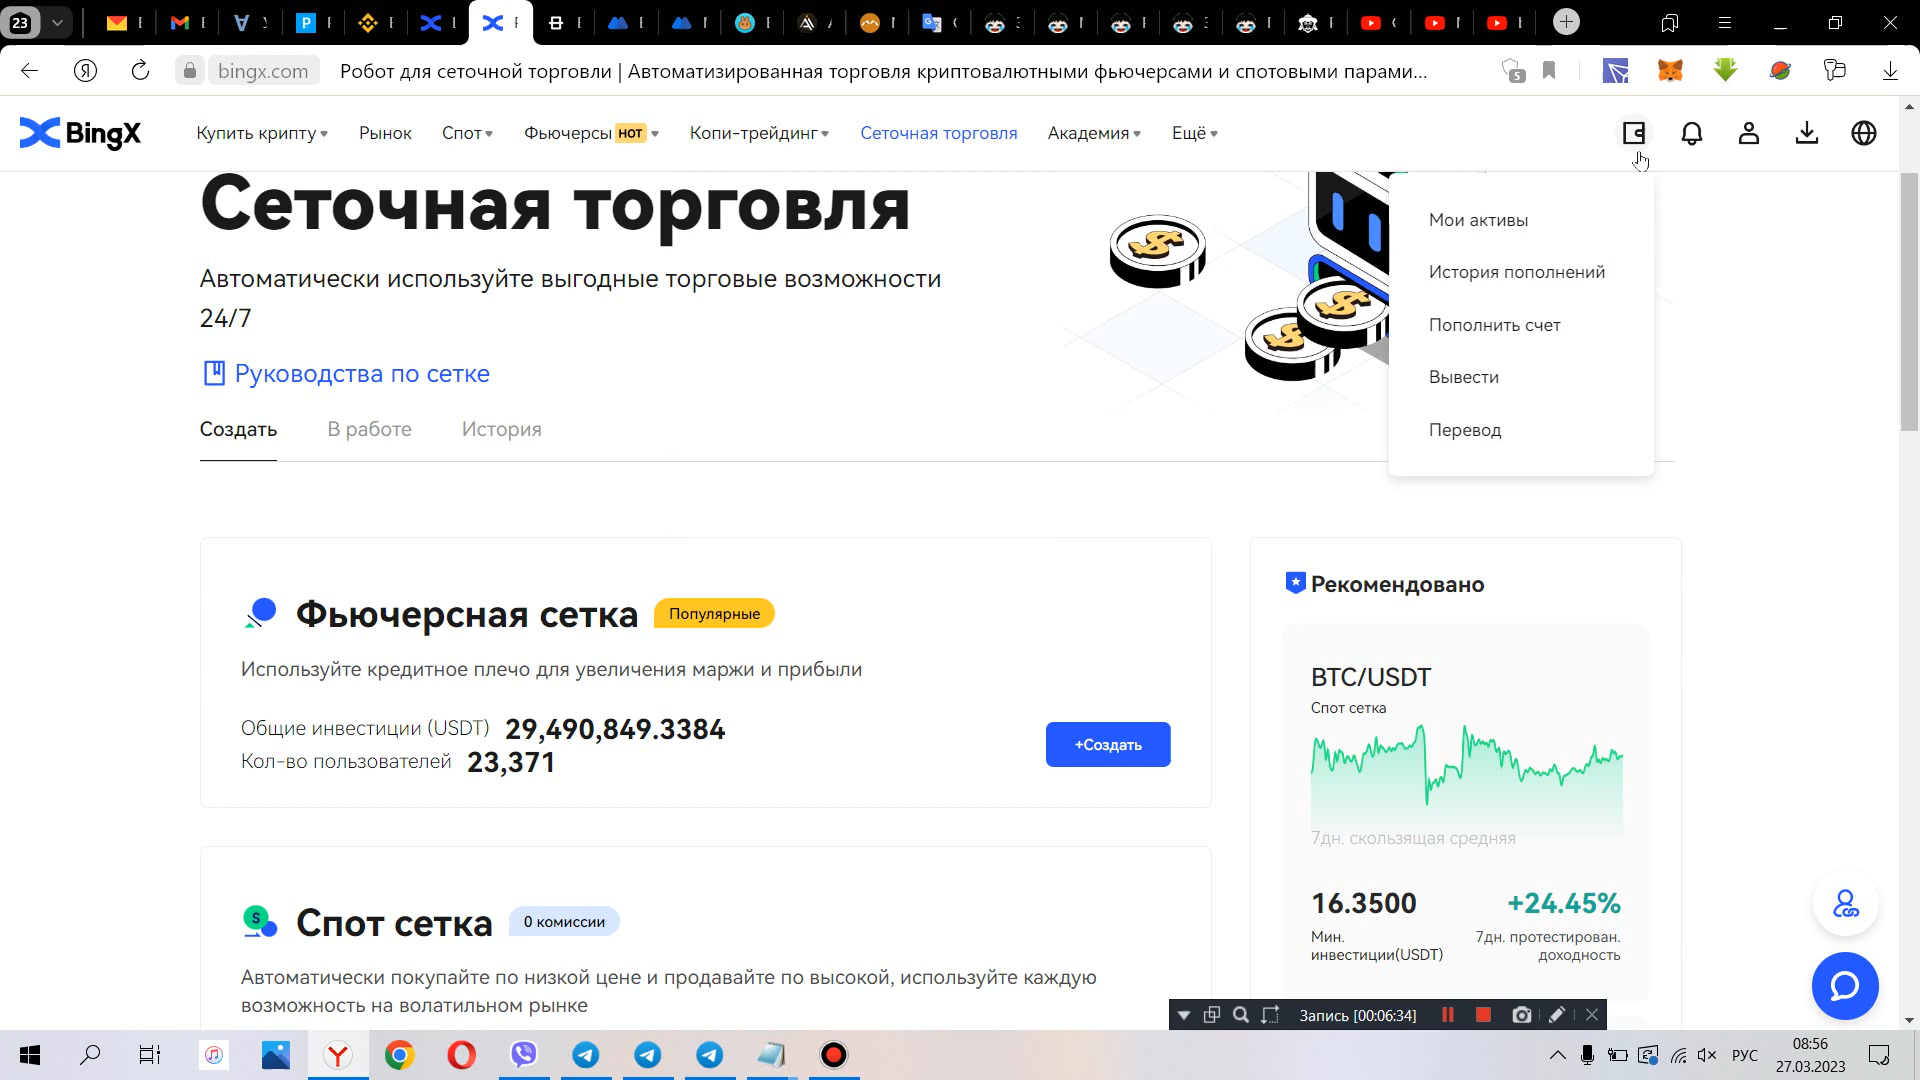 23
bingx.com
Робот для сеточной торговли | Автоматизированная торговля криптовалютными фьючерсами и спотовыми парами...
5
BingX
Купить крипту
Рынок
Спот
Фьючерсы HOT
Копи-трейдинг
Сеточная торговля
Академия
Ещё
Сеточная торговля
Автоматически используйте выгодные торговые возможности
24/7
Руководства по сетке
Создать
В работе
История
Мои активы
История пополнений
Пополнить счет
Вывести
Перевод
Фьючерсная сетка
Популярные
Используйте кредитное плечо для увеличения маржи и прибыли
Общие инвестиции (USDT) 29,490,849.3384
Кол-во пользователей 23,371
+Создать
Спот сетка
0 комиссии
Автоматически покупайте по низкой цене и продавайте по высокой, используйте каждую
возможность на волатильном рынке
Рекомендовано
BTC/USDT
Спот сетка
7дн. скользящая средняя
16.3500
+24.45%
Мин.
инвестиции(USDT)
7дн. протестирован.
доходность
Запись [00:06:34]
РУС
08:56
27.03.2023